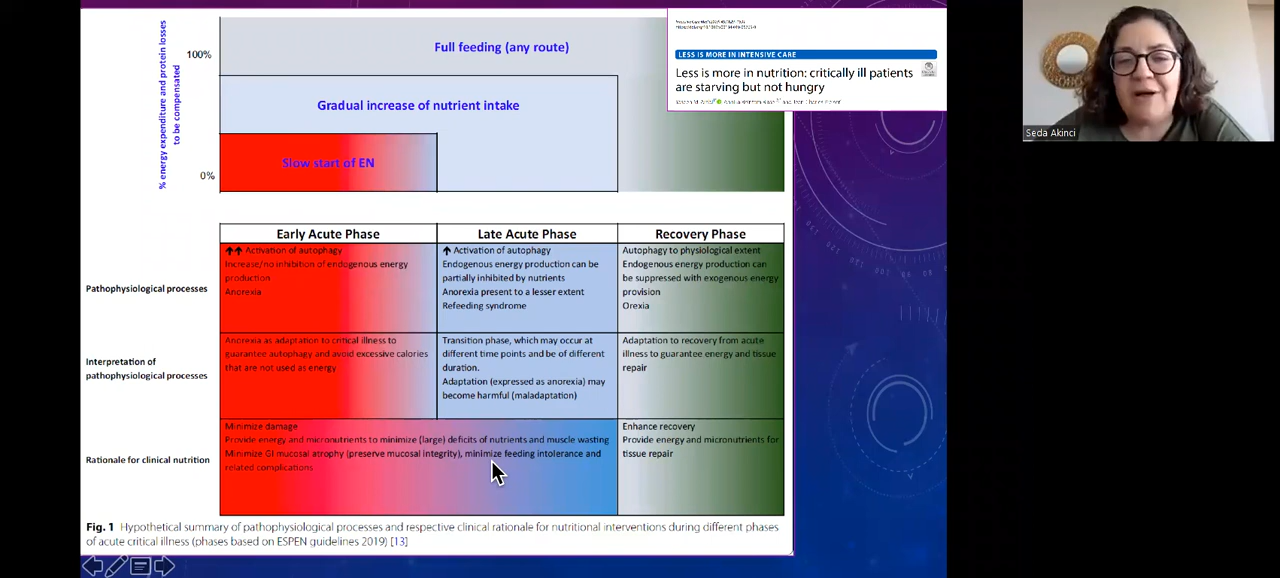 % energy expenditure and protein losses
to be compensated
100%
0%
Full feeding (any route)
Gradual increase of nutrient intake
Slow start of EN
LESS IS MORE IN INTENSIVE CARE
Less is more in nutrition: critically ill patients
are starving but not hungry
Seda Akinci
Early Acute Phase
Late Acute Phase
Recovery Phase
Pathophysiological processes
↑↑ Activation of autophagy
Increase/no inhibition of endogenous energy
production
Anorexia
↑ Activation of autophagy
Endogenous energy production can be
partially inhibited by nutrients
Anorexia present to a lesser extent
Refeeding syndrome
Autophagy to physiological extent
Endogenous energy production can
be suppressed with exogenous energy
provision
Orexia
Interpretation of
pathophysiological processes
Anorexia as adaptation to critical illness to
guarantee autophagy and avoid excessive calories
that are not used as energy
Transition phase, which may occur at
different time points and be of different
duration.
Adaptation (expressed as anorexia) may
become harmful (maladaptation)
Adaptation to recovery from acute
illness to guarantee energy and tissue
repair
Rationale for clinical nutrition
Minimize damage
Provide energy and micronutrients to minimize (large) deficits of nutrients and muscle wasting
Minimize GI mucosal atrophy (preserve mucosal integrity), minimize feeding intolerance and
related complications
Enhance recovery
Provide energy and micronutrients for
tissue repair
Fig. 1 Hypothetical summary of pathophysiological processes and respective clinical rationale for nutritional interventions during different phases
of acute critical illness (phases based on ESPEN guidelines 2019) [13]